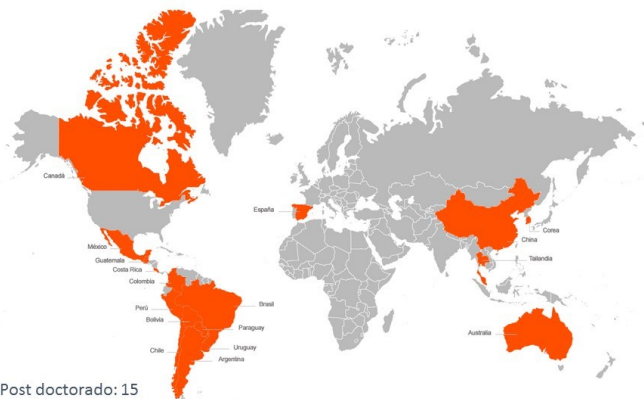 Canadá
España
México
Guatemala
Costa Rica
Colombia
Perú
Bolivia
Chile
Brasil
Paraguay
Uruguay
Argentina
Corea
China
Tailandia
Australia
Post doctorado: 15